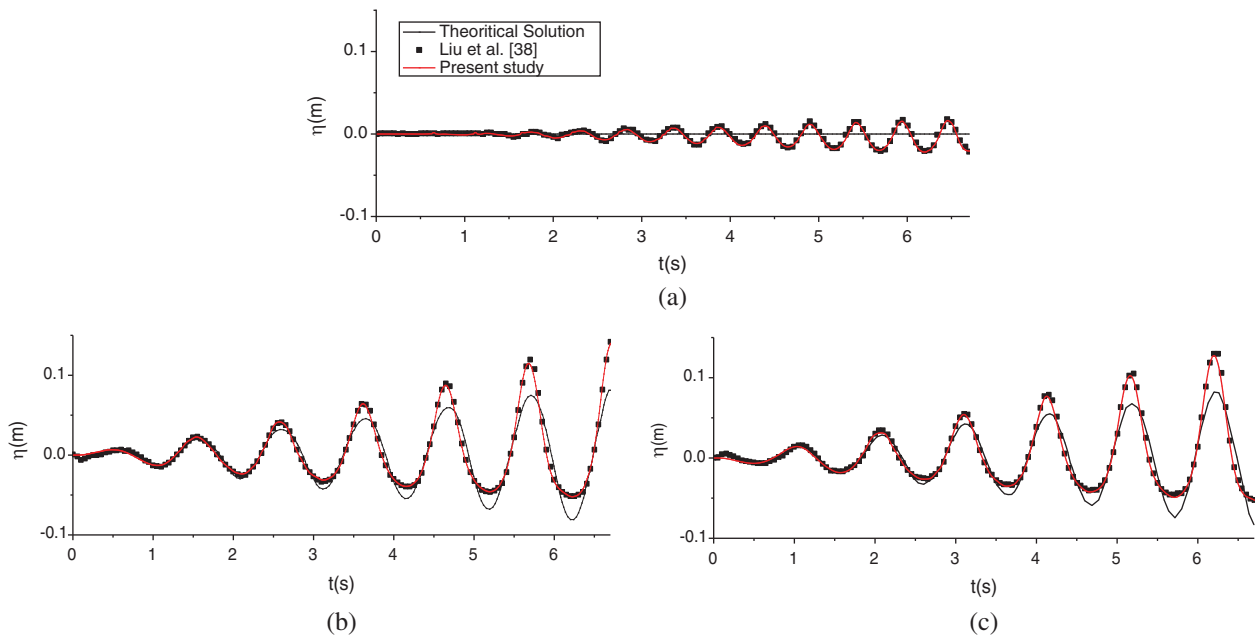 Theoritical Solution
Liu et al. [38]
Present study
0.1
0.0
-0.1
η(m)
0 1 2 3 4 5 6
t(s)
(a)
0.1
0.0
-0.1
η(m)
0 1 2 3 4 5 6
t(s)
(b)
0.1
0.0
-0.1
η(m)
0 1 2 3 4 5 6
t(s)
(c)